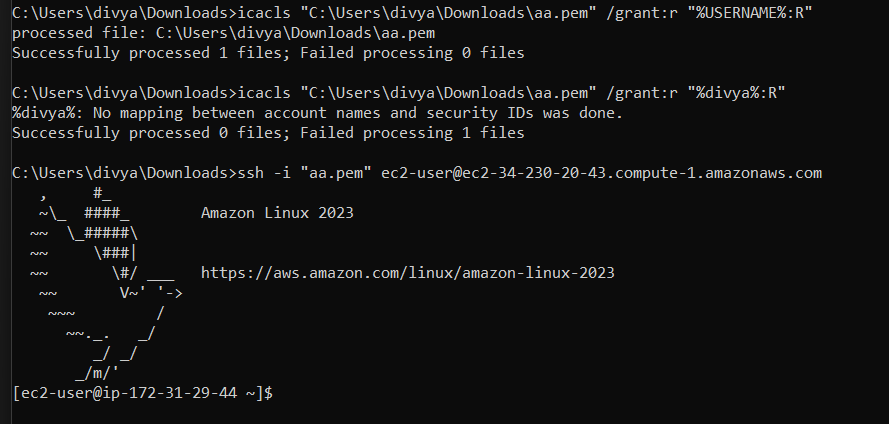 C:\Users\divya\Downloads>icacls "C:\Users\divya\Downloads\aa.pem" /grant:r "%USERNAME%:R"
processed file: C:\Users\divya\Downloads\aa.pem
Successfully processed 1 files; Failed processing 0 files

C:\Users\divya\Downloads>icacls "C:\Users\divya\Downloads\aa.pem" /grant:r "%divya%:R"
%divya%: No mapping between account names and security IDs was done.
Successfully processed 0 files; Failed processing 1 files

C:\Users\divya\Downloads>ssh -i "aa.pem" ec2-user@ec2-34-230-20-43.compute-1.amazonaws.com
   ,     #_
   ~\_  ####_        Amazon Linux 2023
  ~~  \_#####\
  ~~     \###|
  ~~       \#/ ___   https://aws.amazon.com/linux/amazon-linux-2023
   ~~       V~' '->
    ~~~         /
      ~~._.   _/
         _/ _/
       _/m/'
[ec2-user@ip-172-31-29-44 ~]$